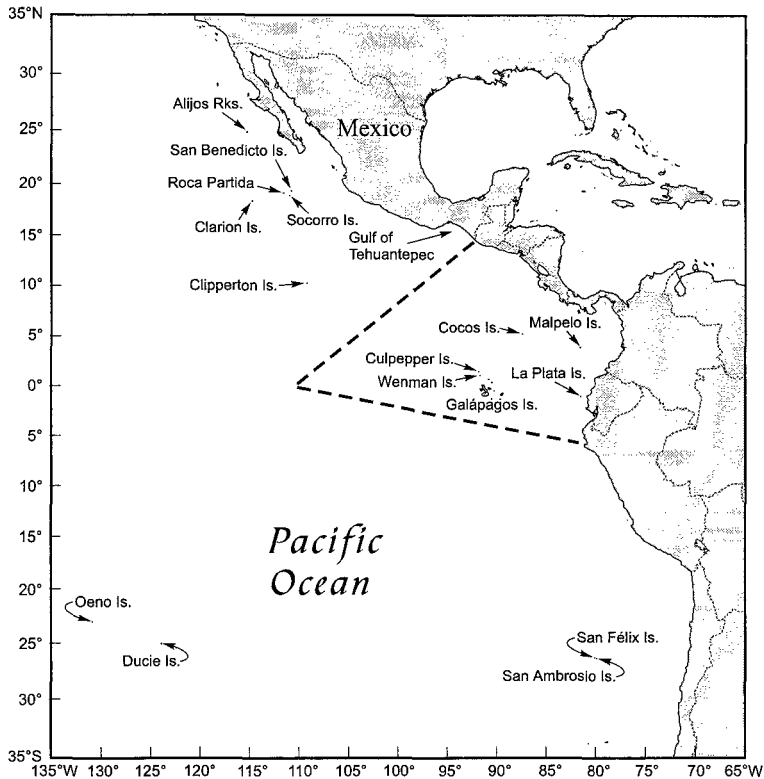 35°N
30°
25°
20°
15°
10°
5°
0°
5°
10°
15°
20°
25°
30°
35°S
Alijos Rks.
Mexico
San Benedicto Is.
Roca Partida
Socorro Is.
Clarion Is.
Gulf of
Tehuantepec
Clipperton Is.
Cocos Is.
Malpelo Is.
Culpepper Is.
Wenman Is.
La Plata Is.
Galápagos Is.
Pacific
Ocean
Oeno Is.
Ducie Is.
San Félix Is.
San Ambrosio Is.
135°W 130° 125° 120° 115° 110° 105° 100° 95° 90° 85° 80° 75° 70° 65°W